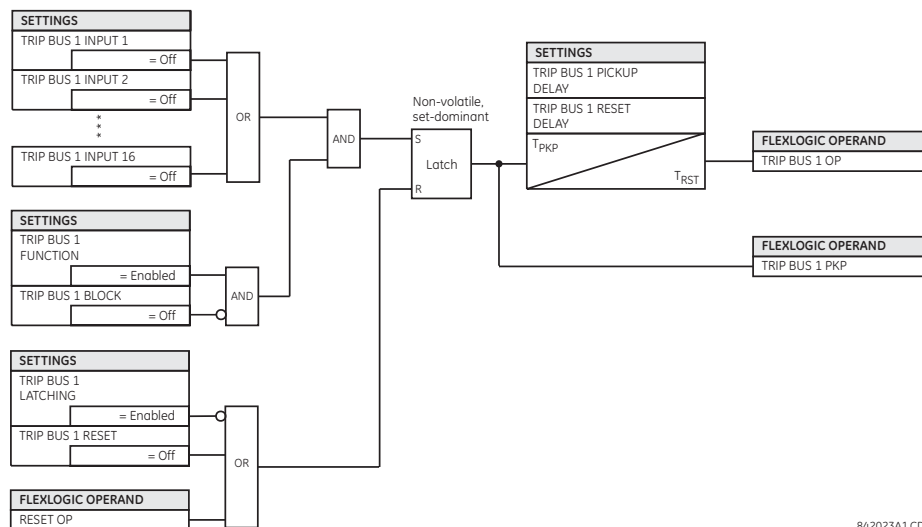 SETTINGS
TRIP BUS 1 INPUT 1
= Off
TRIP BUS 1 INPUT 2
= Off
***
TRIP BUS 1 INPUT 16
= Off
OR
AND
SETTINGS
TRIP BUS 1
FUNCTION
= Enabled
TRIP BUS 1 BLOCK
= Off
AND
SETTINGS
TRIP BUS 1
LATCHING
= Enabled
TRIP BUS 1 RESET
= Off
OR
FLEXLOGIC OPERAND
RESET OP
Non-volatile,
set-dominant
S
Latch
R
SETTINGS
TRIP BUS 1 PICKUP
DELAY
TRIP BUS 1 RESET
DELAY
TPKP
TRST
FLEXLOGIC OPERAND
TRIP BUS 1 OP
FLEXLOGIC OPERAND
TRIP BUS 1 PKP